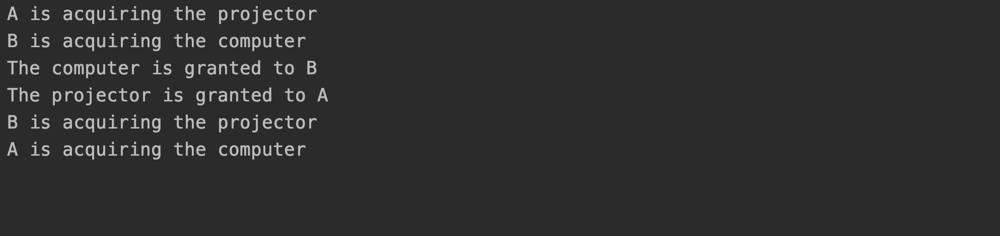 A is acquiring the projector
B is acquiring the computer
The computer is granted to B
The projector is granted to A
B is acquiring the projector
A is acquiring the computer